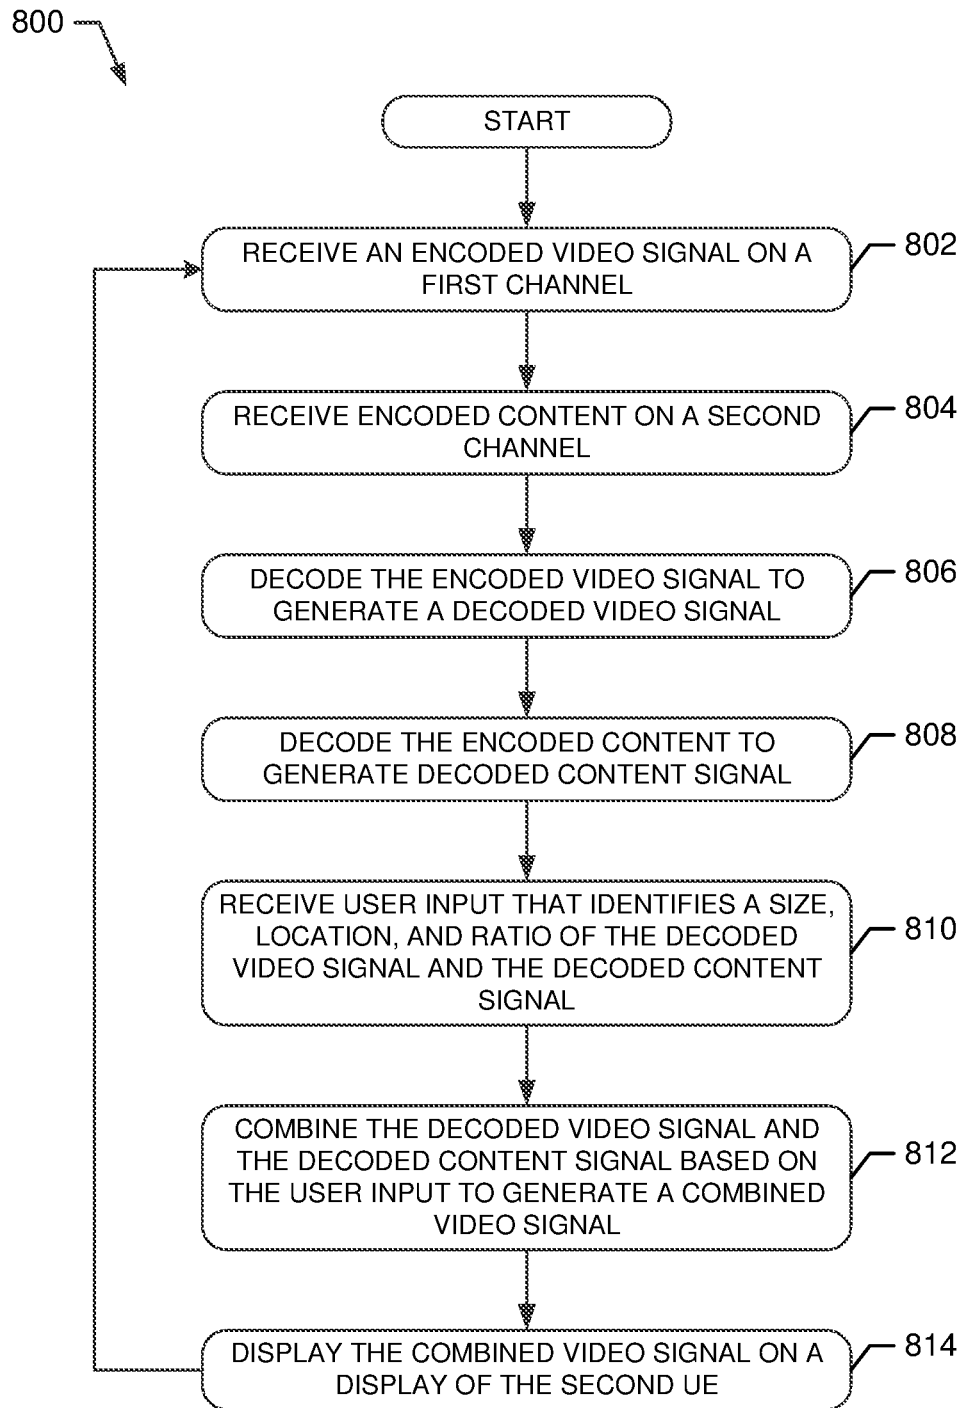 800
START
RECEIVE AN ENCODED VIDEO SIGNAL ON A
FIRST CHANNEL
802
RECEIVE ENCODED CONTENT ON A SECOND
CHANNEL
804
DECODE THE ENCODED VIDEO SIGNAL TO
GENERATE A DECODED VIDEO SIGNAL
806
DECODE THE ENCODED CONTENT TO
GENERATE DECODED CONTENT SIGNAL
808
RECEIVE USER INPUT THAT IDENTIFIES A SIZE,
LOCATION, AND RATIO OF THE DECODED
VIDEO SIGNAL AND THE DECODED CONTENT
SIGNAL
810
COMBINE THE DECODED VIDEO SIGNAL AND
THE DECODED CONTENT SIGNAL BASED ON
THE USER INPUT TO GENERATE A COMBINED
VIDEO SIGNAL
812
DISPLAY THE COMBINED VIDEO SIGNAL ON A
DISPLAY OF THE SECOND UE
814